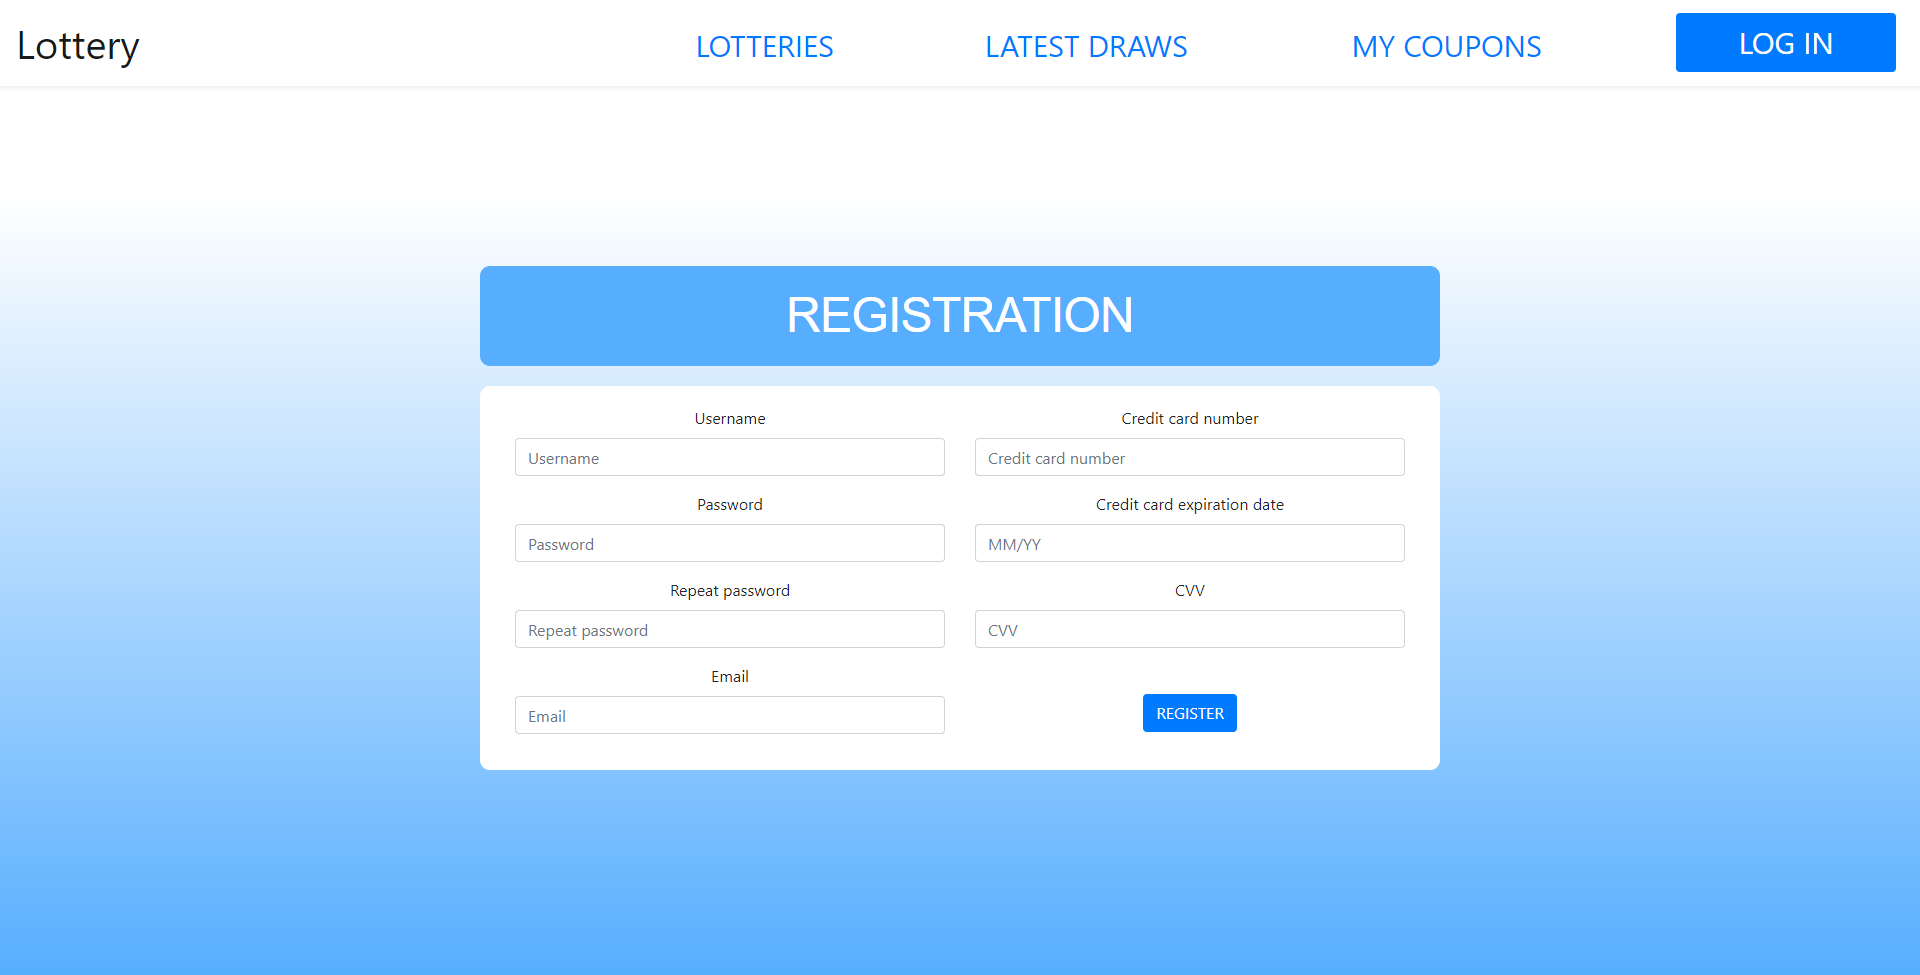 Lottery
LOTTERIES
LATEST DRAWS
MY COUPONS
LOG IN
REGISTRATION
Username
Username
Password
Password
Repeat password
Repeat password
Email
Email
Credit card number
Credit card number
Credit card expiration date
MM/YY
CVV
CVV
REGISTER